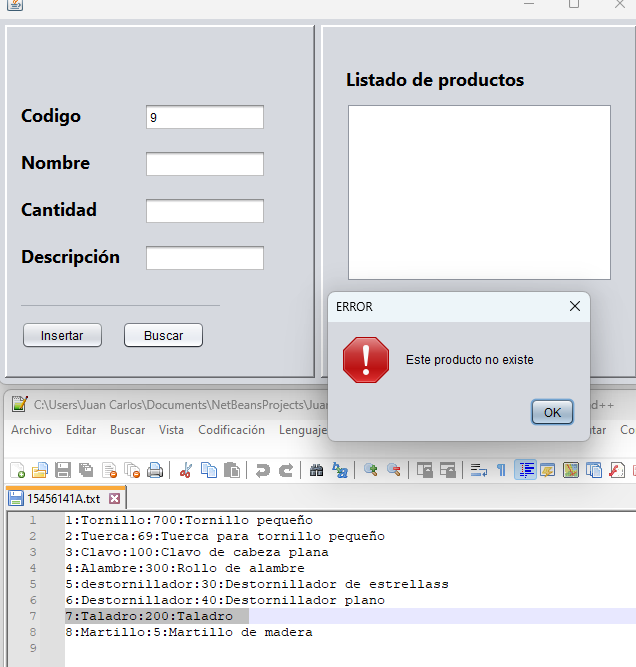 Listado de productos
Codigo
9
Nombre
Cantidad
Descripción
Insertar
Buscar
ERROR
Este producto no existe
OK
C:\Users\Juan Carlos\Documents\NetBeansProjects\Juan
d++
Archivo Editar Buscar Vista Codificación Lenguaje
tar Co
15456141A.txt
1 1:Tornillo:700:Tornillo pequeño
2 2:Tuerca:69:Tuerca para tornillo pequeño
3 3:Clavo:100:Clavo de cabeza plana
4 4:Alambre:300:Rollo de alambre
5 5:destornillador:30:Destornillador de estrellass
6 6:Destornillador:40:Destornillador plano
7 7:Taladro:200:Taladro
8 8:Martillo:5:Martillo de madera
9